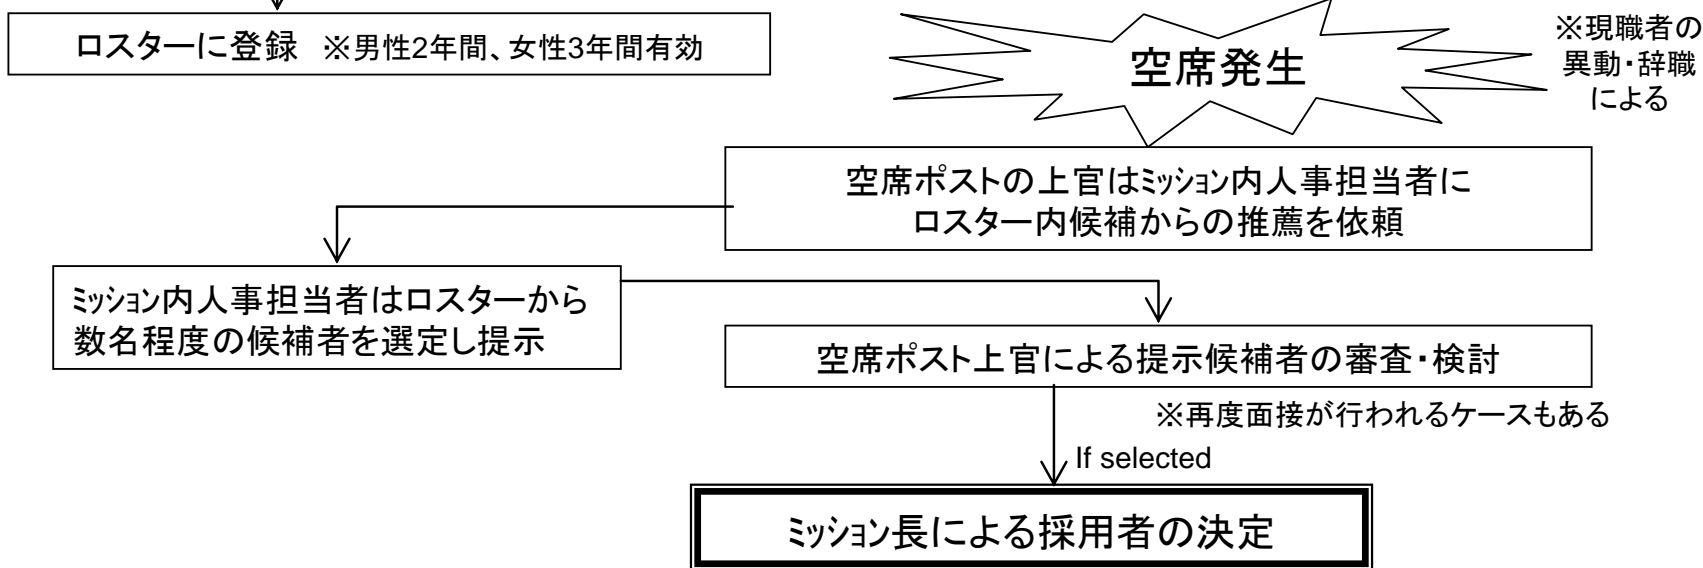 ロスターに登録 ※男性2年間、女性3年間有効
空席発生
※現職者の
異動・辞職
による
空席ポストの上官はミッション内人事担当者に
ロスター内候補からの推薦を依頼
ミッション内人事担当者はロスターから
数名程度の候補者を選定し提示
空席ポスト上官による提示候補者の審査・検討
※再度面接が行われるケースもある
If selected
ミッション長による採用者の決定